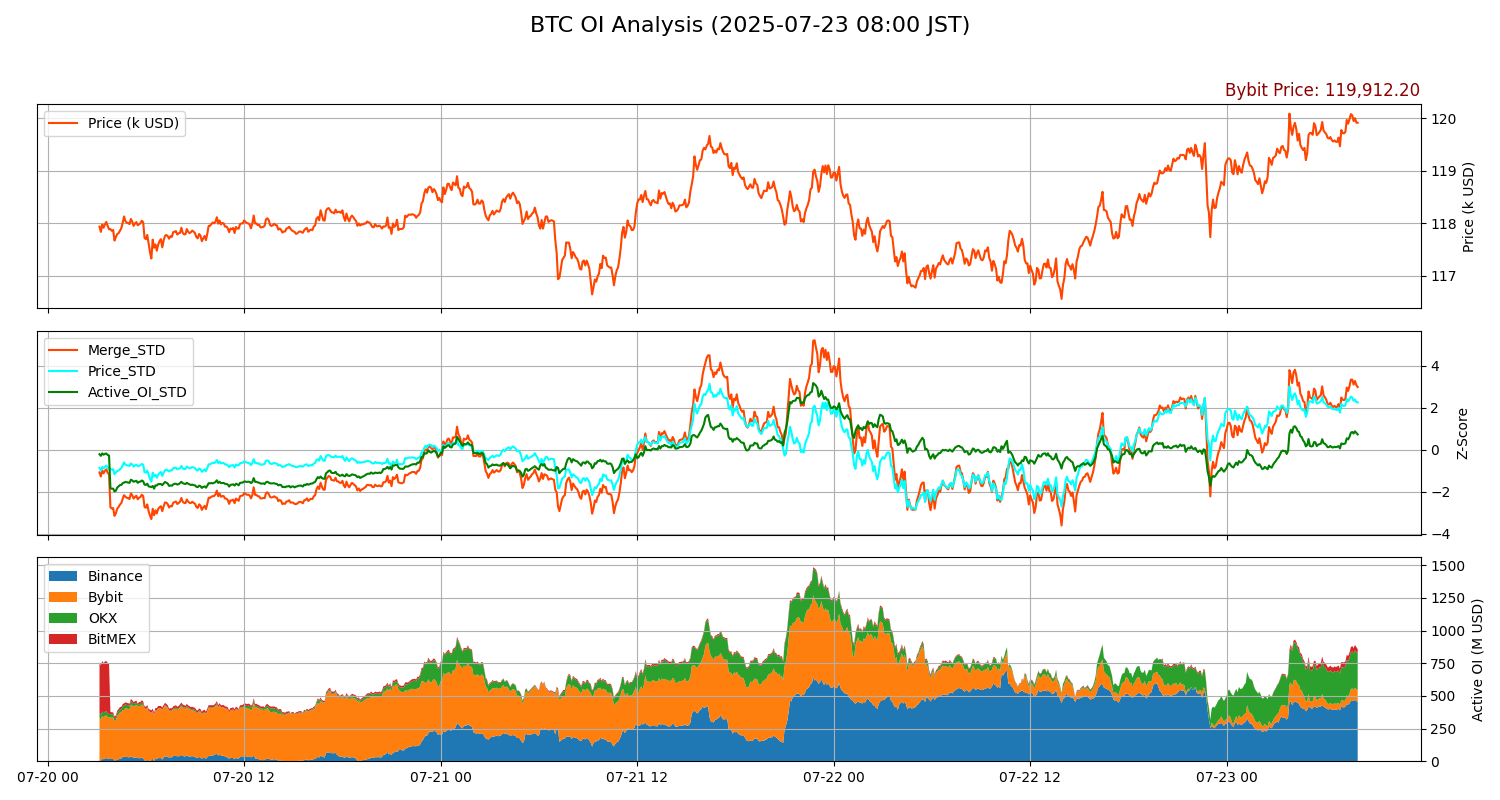 BTC OI Analysis (2025-07-23 08:00 JST)
Bybit Price: 119,912.20
Price (k USD)
120
119
118
117
Price (k USD)
Merge_STD
Price_STD
Active_OI_STD
4
2
0
−2
−4
Z-Score
Binance
Bybit
OKX
BitMEX
1500
1250
1000
750
500
250
0
Active OI (M USD)
07-20 00
07-20 12
07-21 00
07-21 12
07-22 00
07-22 12
07-23 00